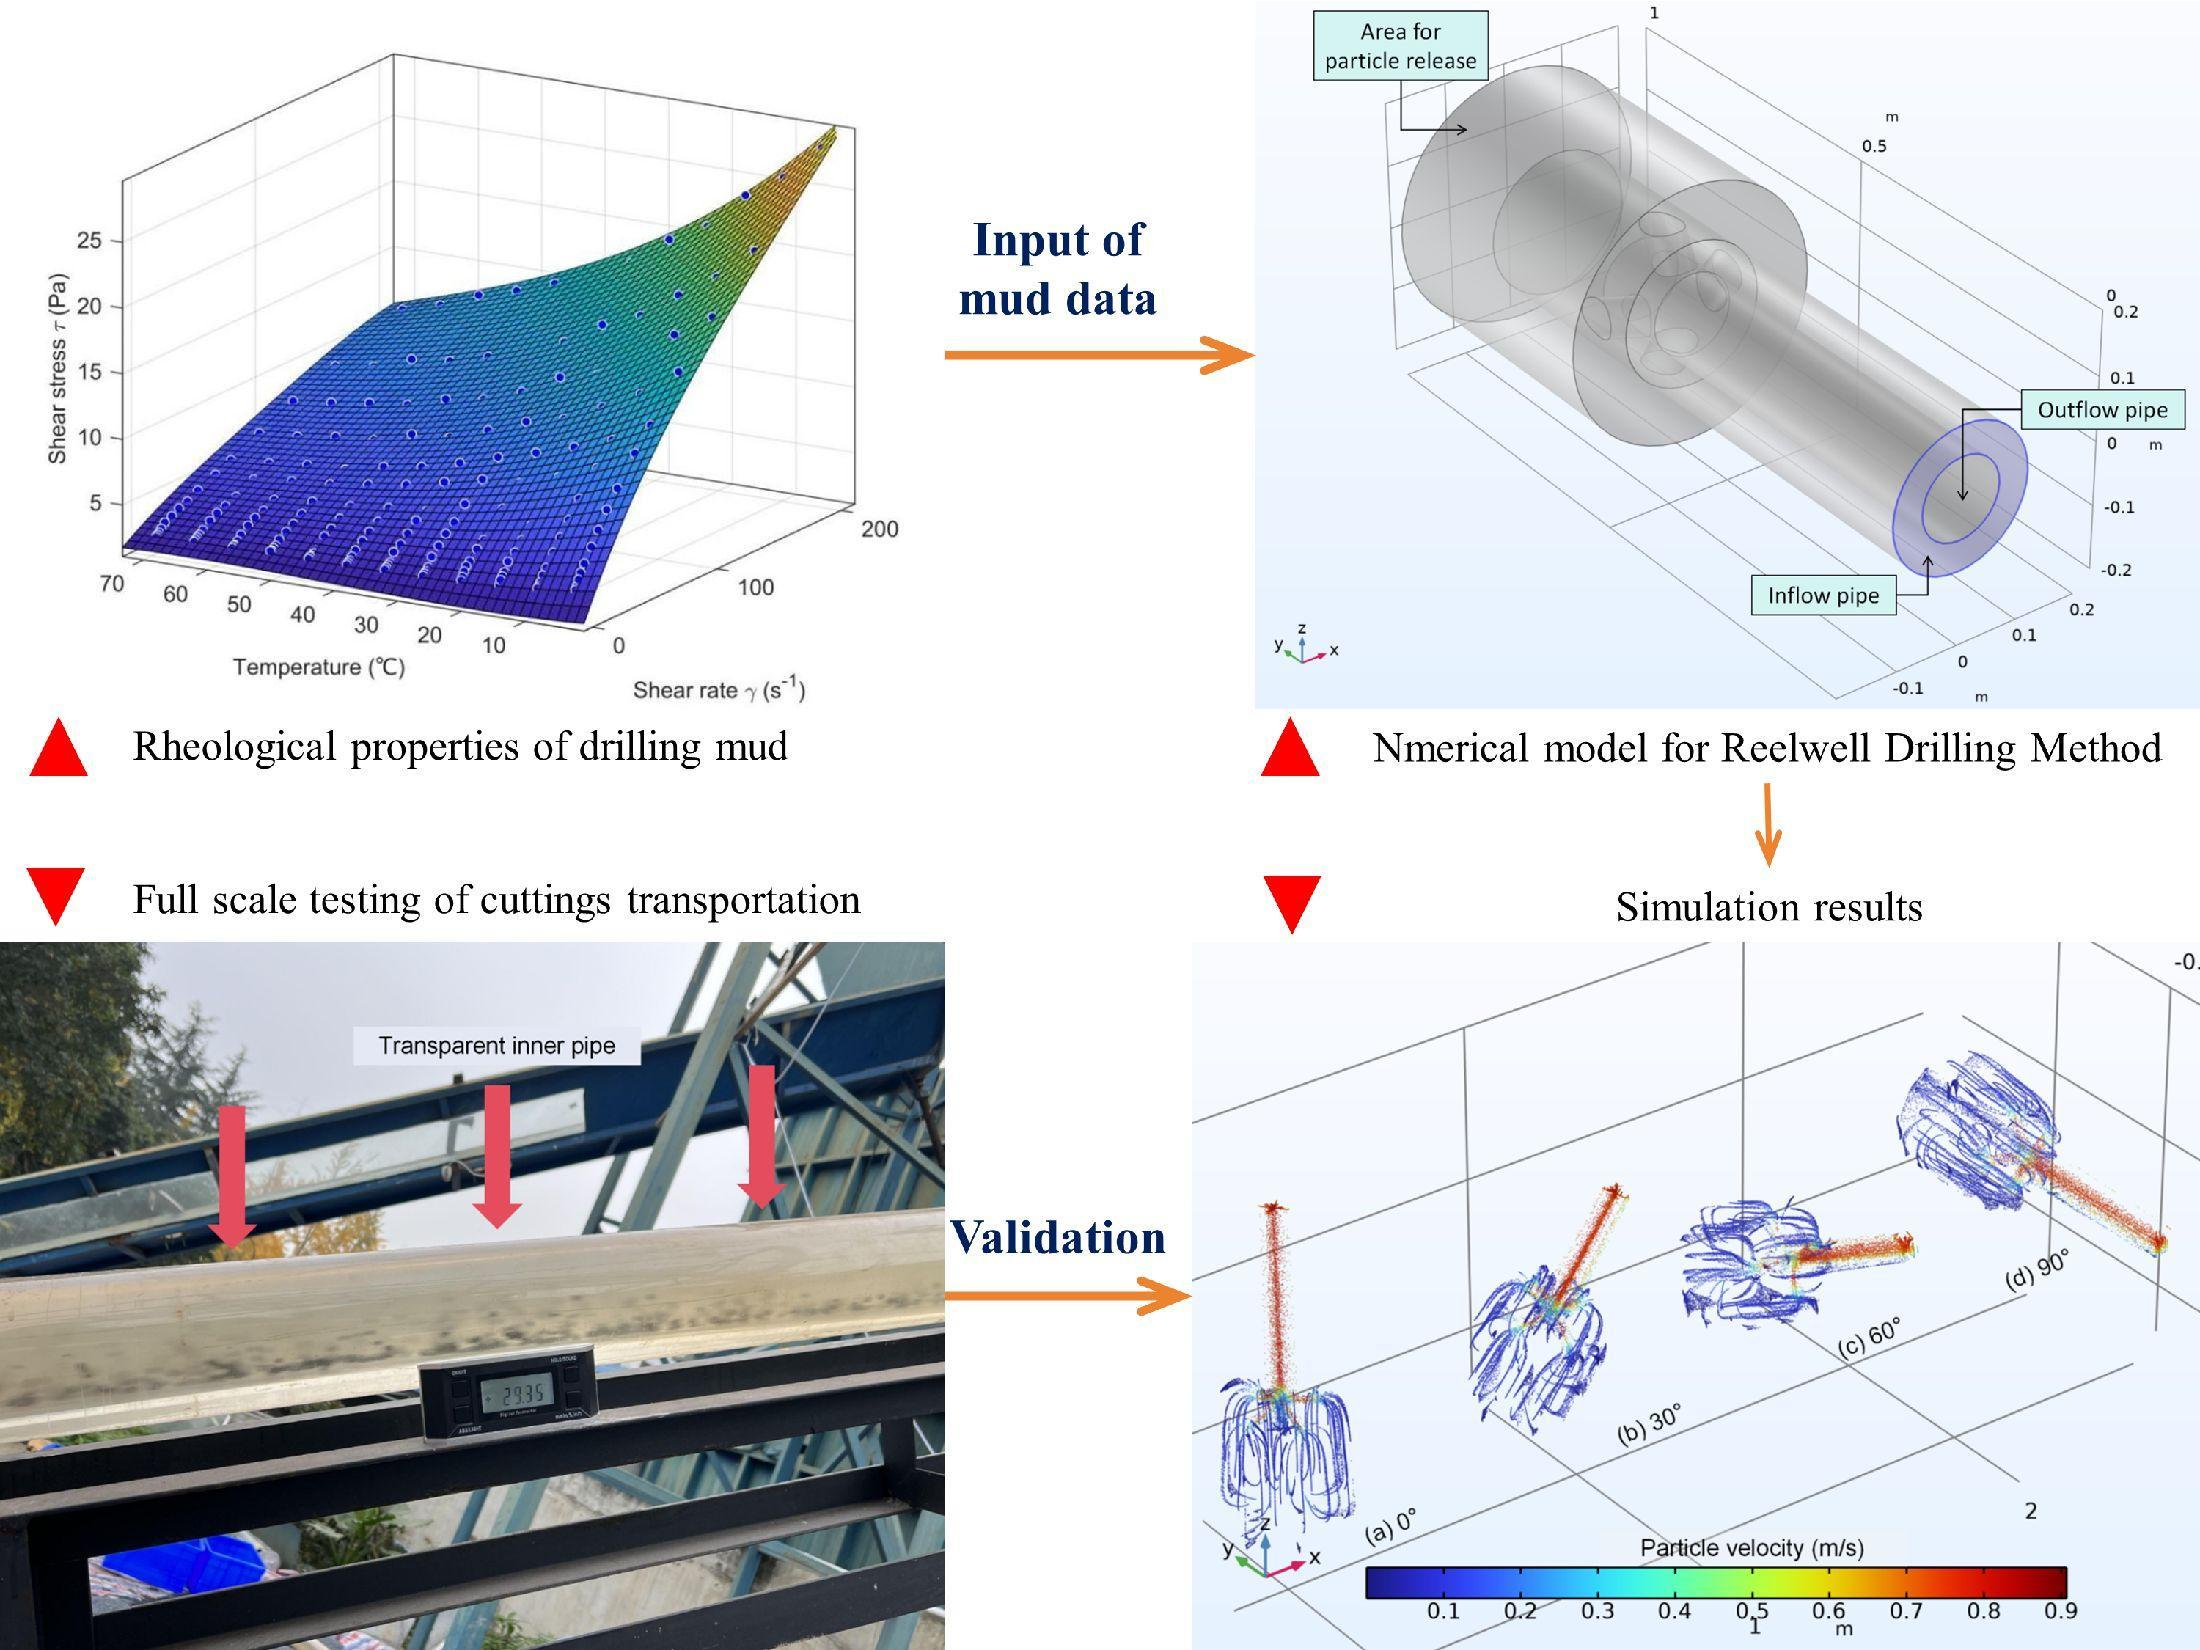 Shear stress τ (Pa)
25
20
15
10
5
70
60
50
40
30
20
10
0
100
200
Temperature (℃)
Shear rate γ (s⁻¹)
Input of
mud data
Area for
particle release
1
m
0.5
0
0.2
0.1
Outflow pipe
0
m
-0.1
-0.2
Inflow pipe
0.2
0.1
0
-0.1
m
z
y
x
Rheological properties of drilling mud
Nmerical model for Reelwell Drilling Method
Full scale testing of cuttings transportation
Simulation results
Transparent inner pipe
29.35
Validation
-0.
(a) 0°
(b) 30°
(c) 60°
(d) 90°
2
z
y
x
Particle velocity (m/s)
0.1
0.2
0.3
0.4
0.5
0.6
0.7
0.8
0.9
1
m